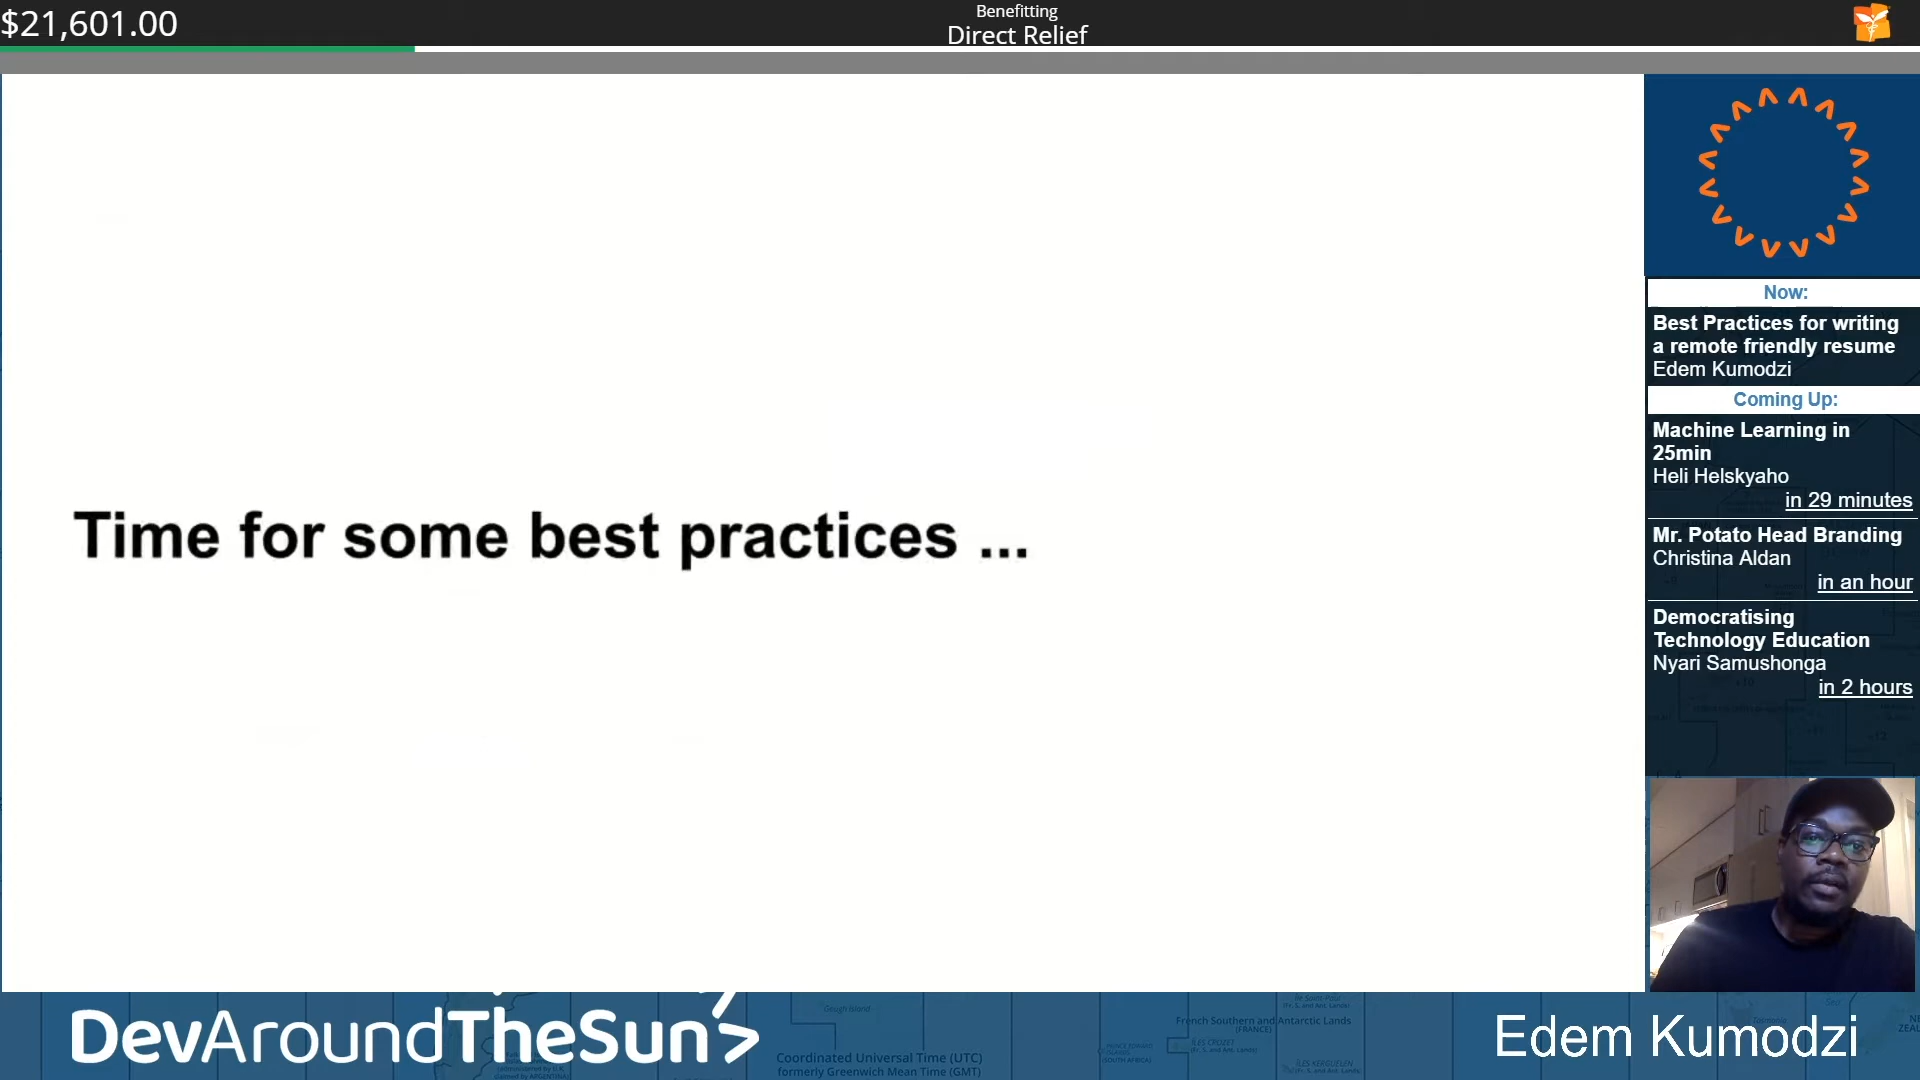 $21,601.00
Benefitting
Direct Relief
Time for some best practices ...
Now:
Best Practices for writing
a remote friendly resume
Edem Kumodzi
Coming Up:
Machine Learning in
25min
Heli Helskyaho
in 29 minutes
Mr. Potato Head Branding
Christina Aldan
in an hour
Democratising
Technology Education
Nyari Samushonga
in 2 hours
DevAroundTheSun
Gough Island
Coordinated Universal Time (UTC)
formerly Greenwich Mean Time (GMT)
French Southern and Antarctic Lands
(FRANCE)
Edem Kumodzi